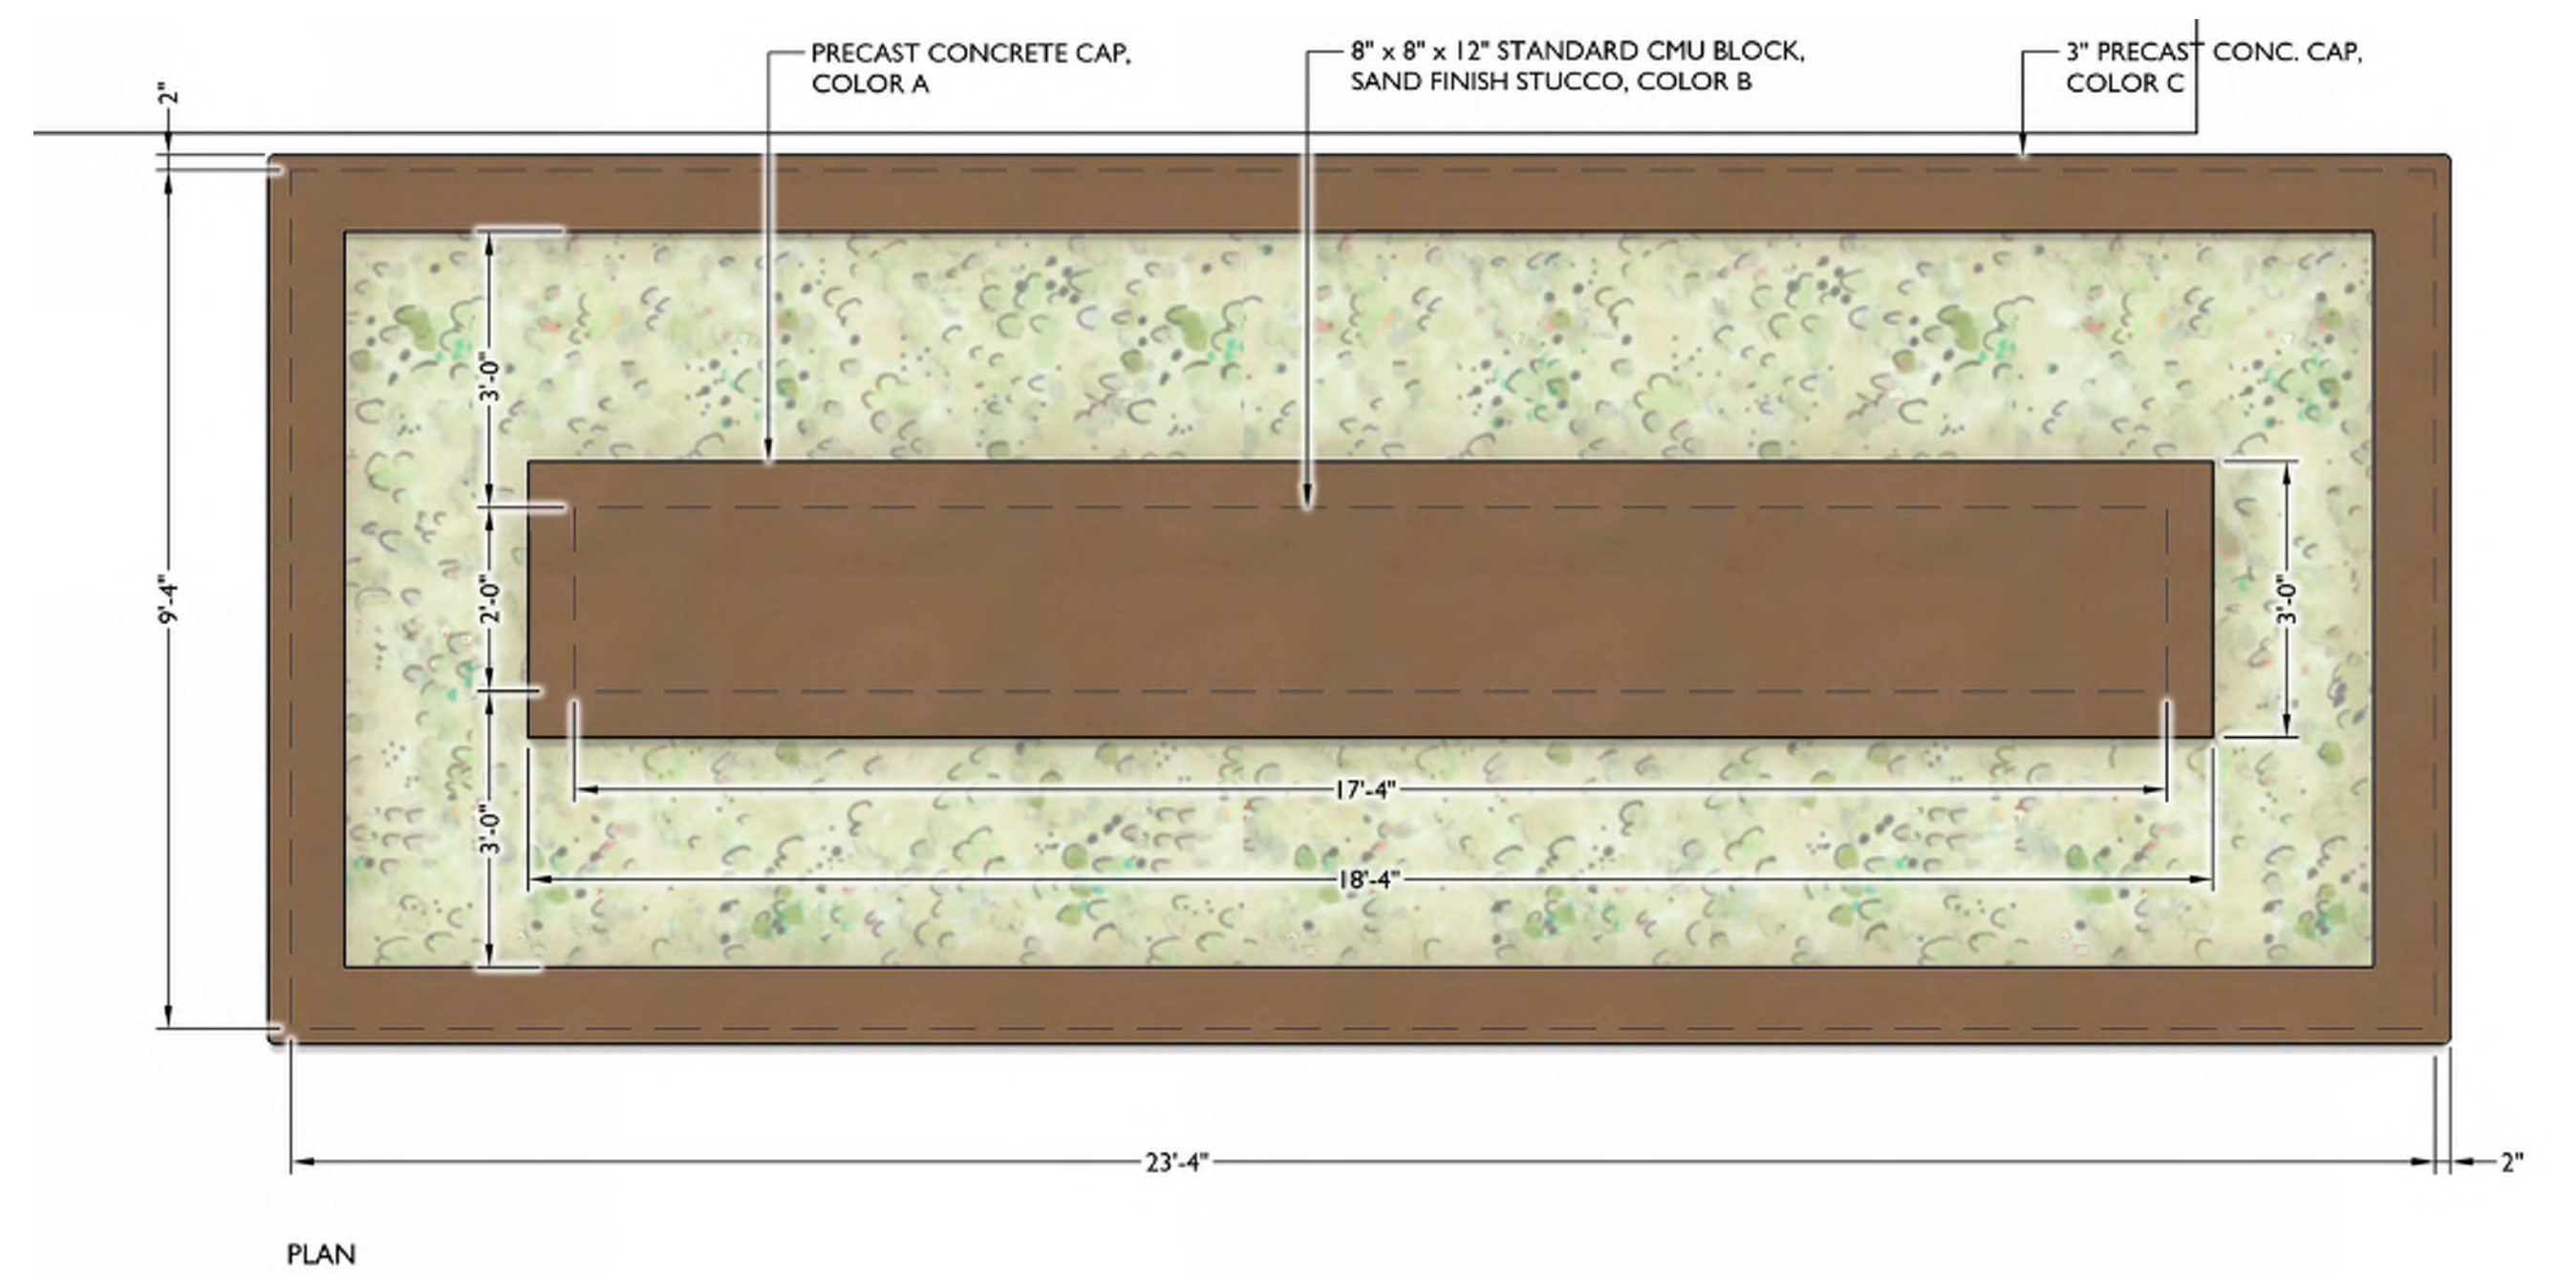 PRECAST CONCRETE CAP,
COLOR A
8" x 8" x 12" STANDARD CMU BLOCK,
SAND FINISH STUCCO, COLOR B
3" PRECAST CONC. CAP,
COLOR C
2"
9'-4"
3'-0"
2'-0"
3'-0"
3'-0"
17'-4"
18'-4"
23'-4"
2"
PLAN